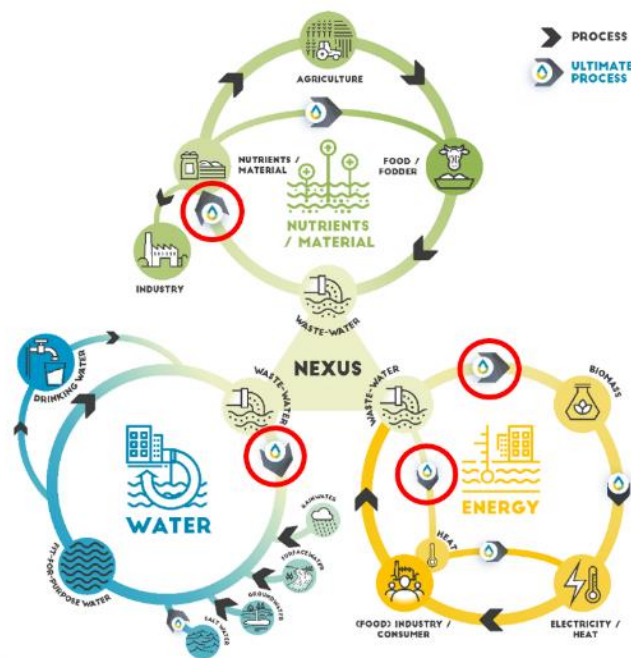 PROCESS
ULTIMATE
PROCESS
AGRICULTURE
NUTRIENTS /
MATERIAL
FOOD /
FODDER
NUTRIENTS
/ MATERIAL
INDUSTRY
WASTE-WATER
NEXUS
WASTE-WATER
WASTE-WATER
DRINKING WATER
BIOMASS
WATER
ENERGY
RAINWATER
SURFACEWATER
GROUNDWATER
SALT WATER
FIT-FOR-PURPOSE WATER
HEAT
(FOOD) INDUSTRY /
CONSUMER
ELECTRICITY /
HEAT